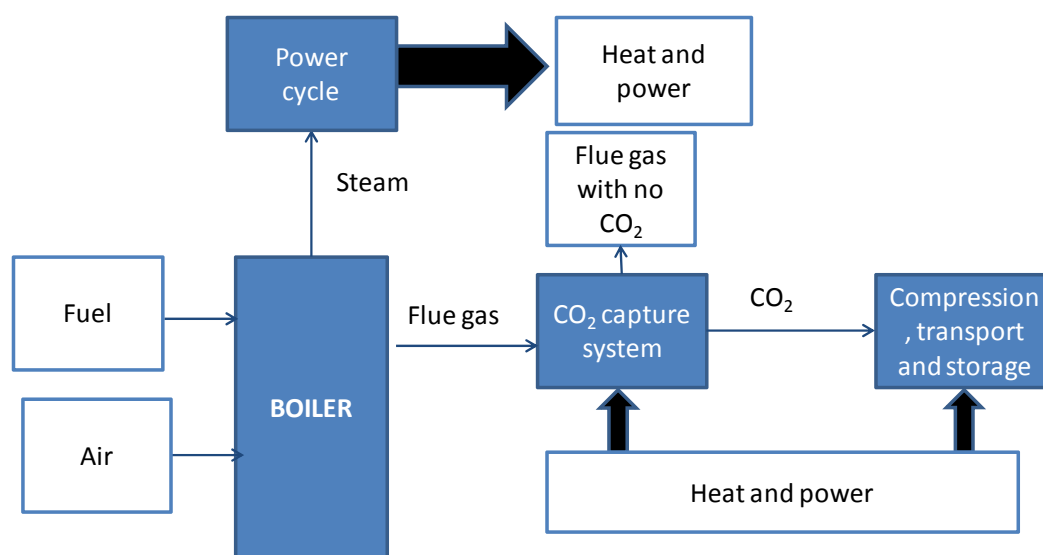 Power
cycle
Heat and
power
Flue gas
with no
CO₂
Steam
Fuel
Flue gas
CO₂ capture
system
CO₂
Compression
, transport
and storage
BOILER
Air
Heat and power